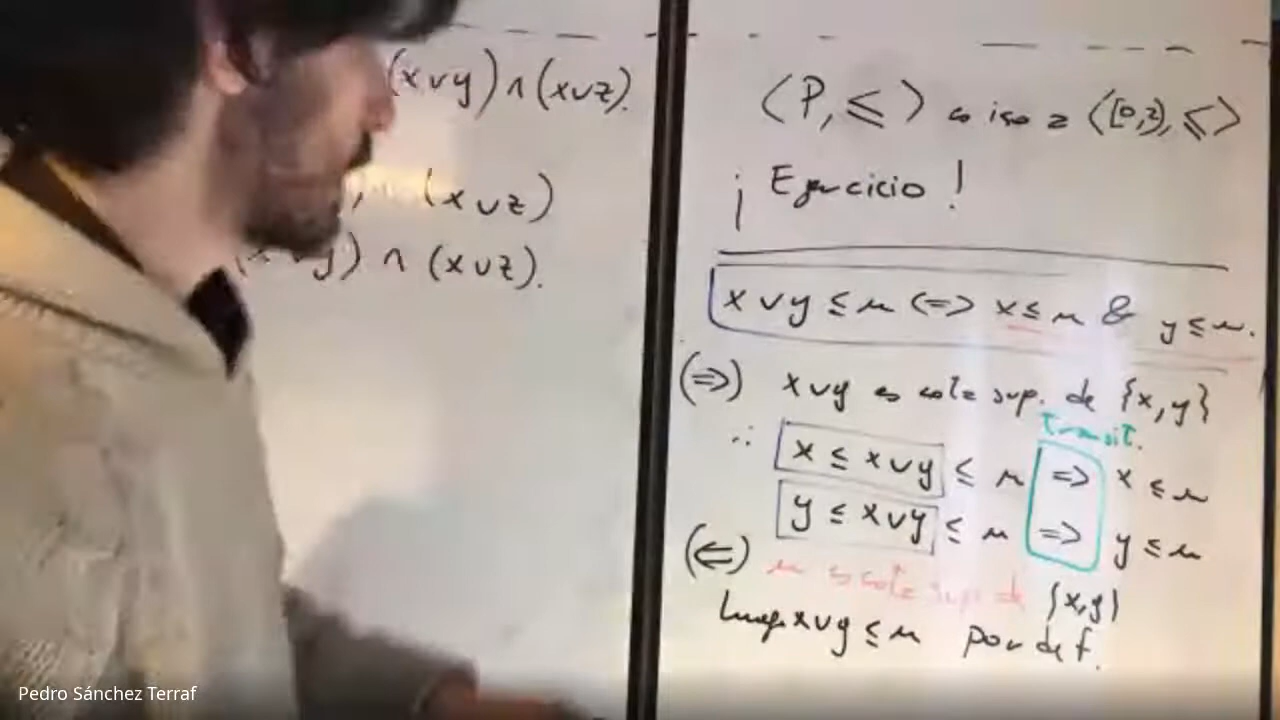 (x∨y)∧(x∨z).
(x∨z)
) ∧ (x∨z).
⟨P,≤⟩ es iso a ⟨[0,2),≤⟩
¡ Ejercicio !
x∨y ≤ m (=> x≤m & y≤m.
(=>) x∨y es cota sup. de {x,y}
Transit.
∴ x ≤ x∨y ≤ m => x ≤ m
y ≤ x∨y ≤ m => y ≤ m
(<=) m es cota sup. de {x,y}
Luego x∨y ≤ m por def.
Pedro Sánchez Terraf